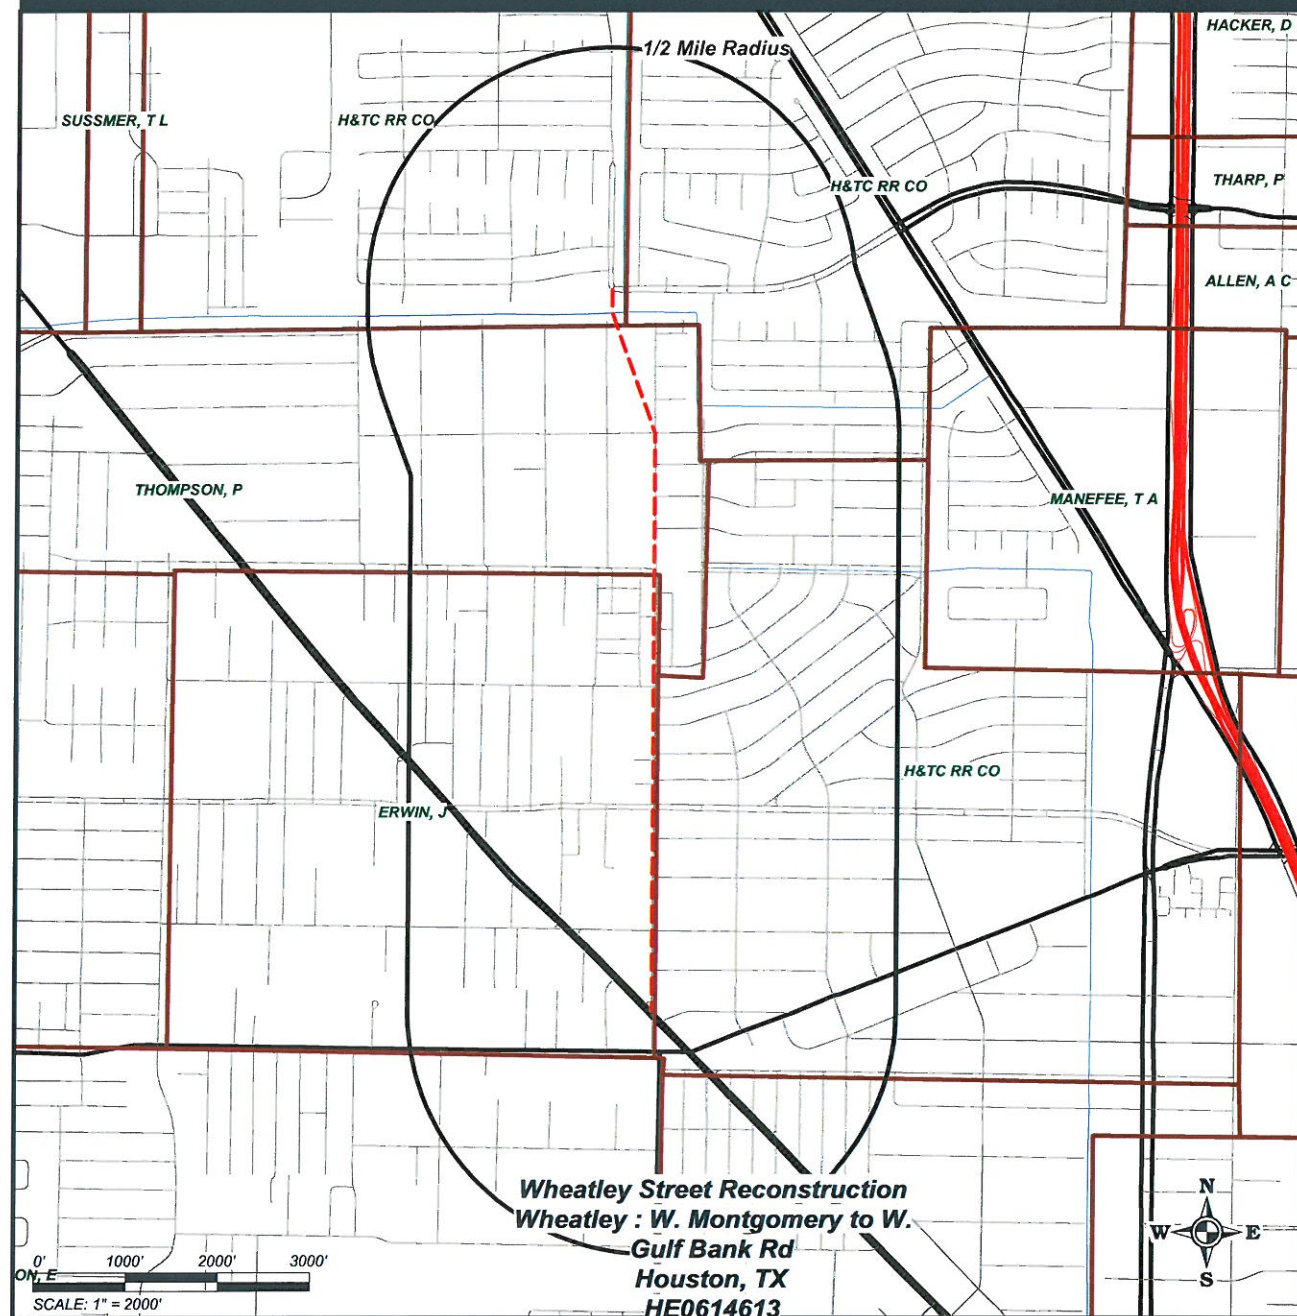 HACKER, D
1/2 Mile Radius
SUSSMER, T L
H&TC RR CO
H&TC RR CO
THARP, P
ALLEN, A C
THOMPSON, P
MANEFEE, T A
H&TC RR CO
ERWIN, J
Wheatley Street Reconstruction
Wheatley : W. Montgomery to W.
Gulf Bank Rd
Houston, TX
HE0614613
N
W E
S
0' 1000' 2000' 3000'
ON, E
SCALE: 1" = 2000'